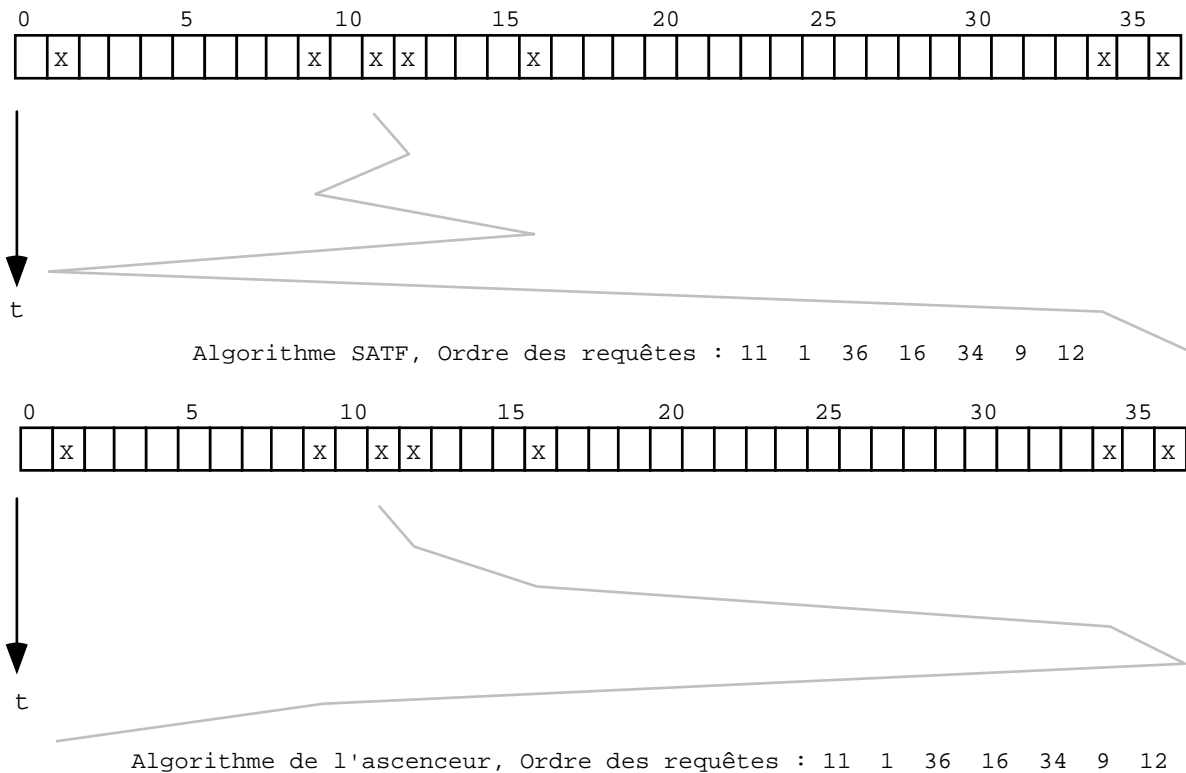 0 5 10 15 20 25 30 35
x x x x x x x
t
Algorithme SATF, Ordre des requêtes : 11 1 36 16 34 9 12
0 5 10 15 20 25 30 35
x x x x x x x
t
Algorithme de l'ascenceur, Ordre des requêtes : 11 1 36 16 34 9 12